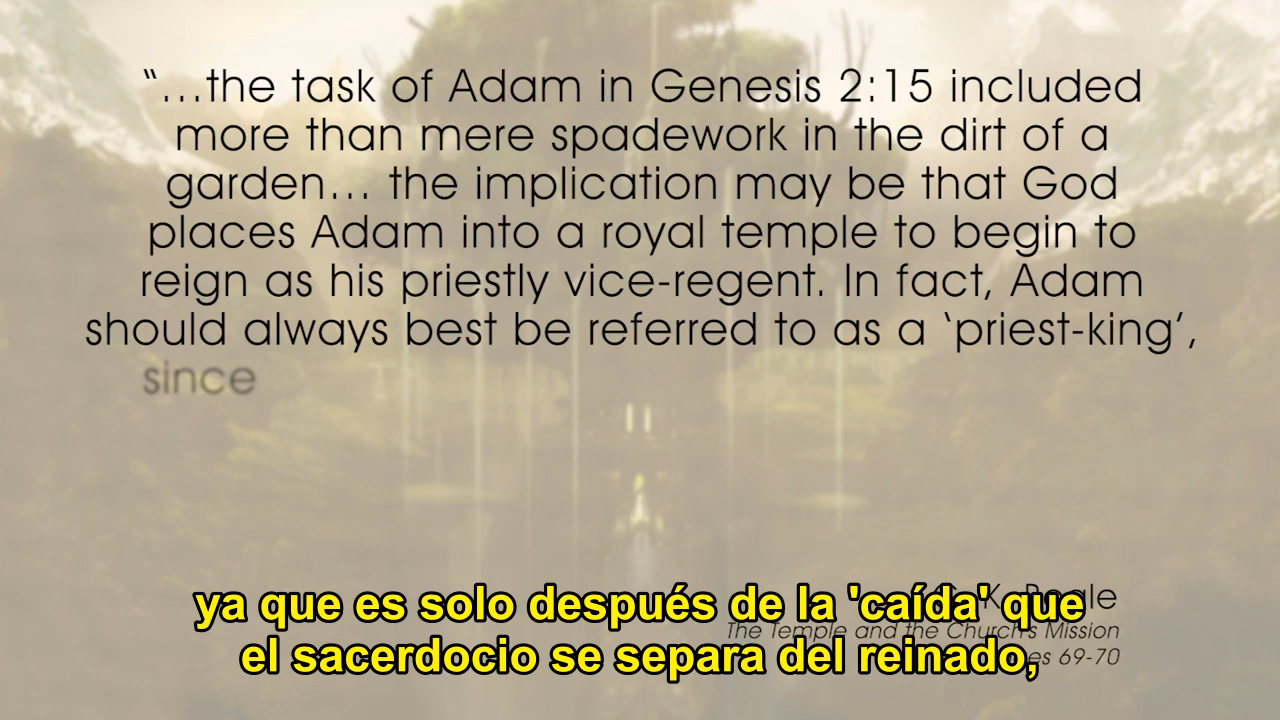 “...the task of Adam in Genesis 2:15 included
more than mere spadework in the dirt of a
garden... the implication may be that God
places Adam into a royal temple to begin to
reign as his priestly vice-regent. In fact, Adam
should always best be referred to as a ‘priest-king’,
since
ya que es solo después de la 'caída' que
el sacerdocio se separa del reinado,
The Temple and the Church's Mission
69-70